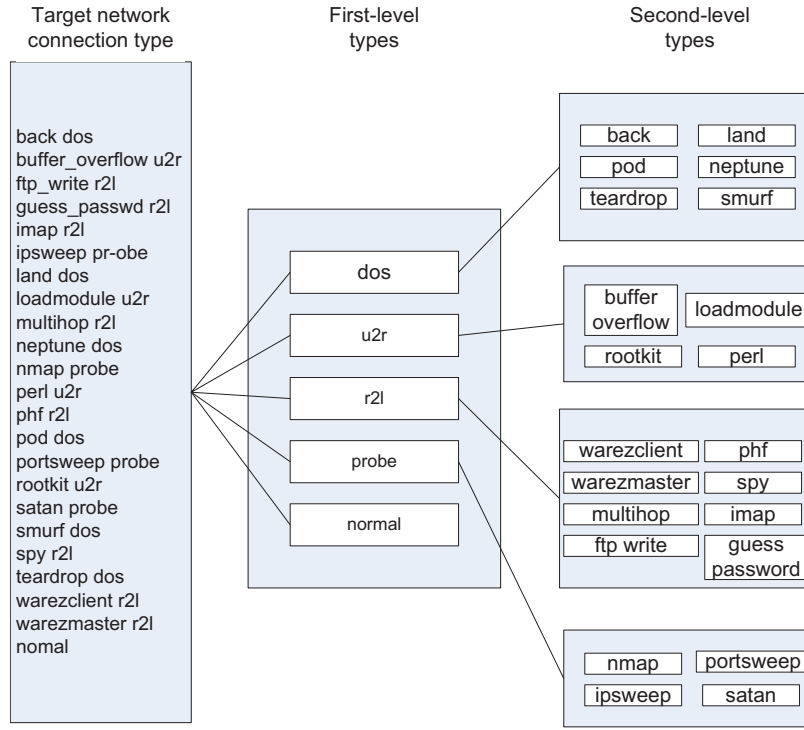 Target network
connection type
First-level
types
Second-level
types
back dos
buffer_overflow u2r
ftp_write r2l
guess_passwd r2l
imap r2l
ipsweep pr-obe
land dos
loadmodule u2r
multihop r2l
neptune dos
nmap probe
perl u2r
phf r2l
pod dos
portsweep probe
rootkit u2r
satan probe
smurf dos
spy r2l
teardrop dos
warezclient r2l
warezmaster r2l
nomal
dos
u2r
r2l
probe
normal
back land
pod neptune
teardrop smurf
buffer
overflow
loadmodule
rootkit perl
warezclient phf
warezmaster spy
multihop imap
ftp write
guess
password
nmap portsweep
ipsweep satan